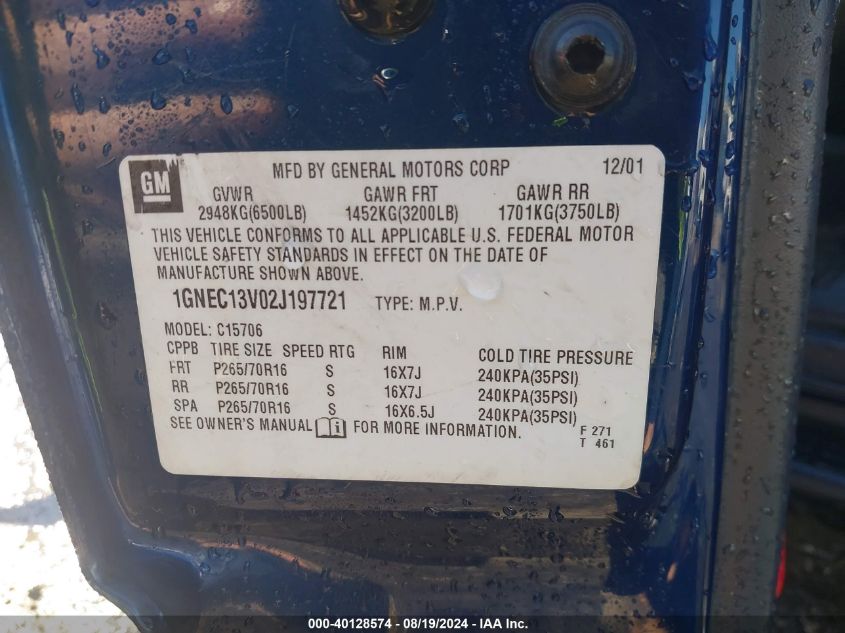 GM
MFD BY GENERAL MOTORS CORP 12/01
GVWR GAWR FRT GAWR RR
2948KG(6500LB) 1452KG(3200LB) 1701KG(3750LB)
THIS VEHICLE CONFORMS TO ALL APPLICABLE U.S. FEDERAL MOTOR
VEHICLE SAFETY STANDARDS IN EFFECT ON THE DATE OF
MANUFACTURE SHOWN ABOVE.
1GNEC13V02J197721 TYPE: M.P.V.
MODEL: C15706
CPPB TIRE SIZE SPEED RTG RIM COLD TIRE PRESSURE
FRT P265/70R16 S 16X7J 240KPA(35PSI)
RR P265/70R16 S 16X7J 240KPA(35PSI)
SPA P265/70R16 S 16X6.5J 240KPA(35PSI)
SEE OWNER'S MANUAL i FOR MORE INFORMATION.
F 271
T 461
000-40128574 - 08/19/2024 - IAA Inc.